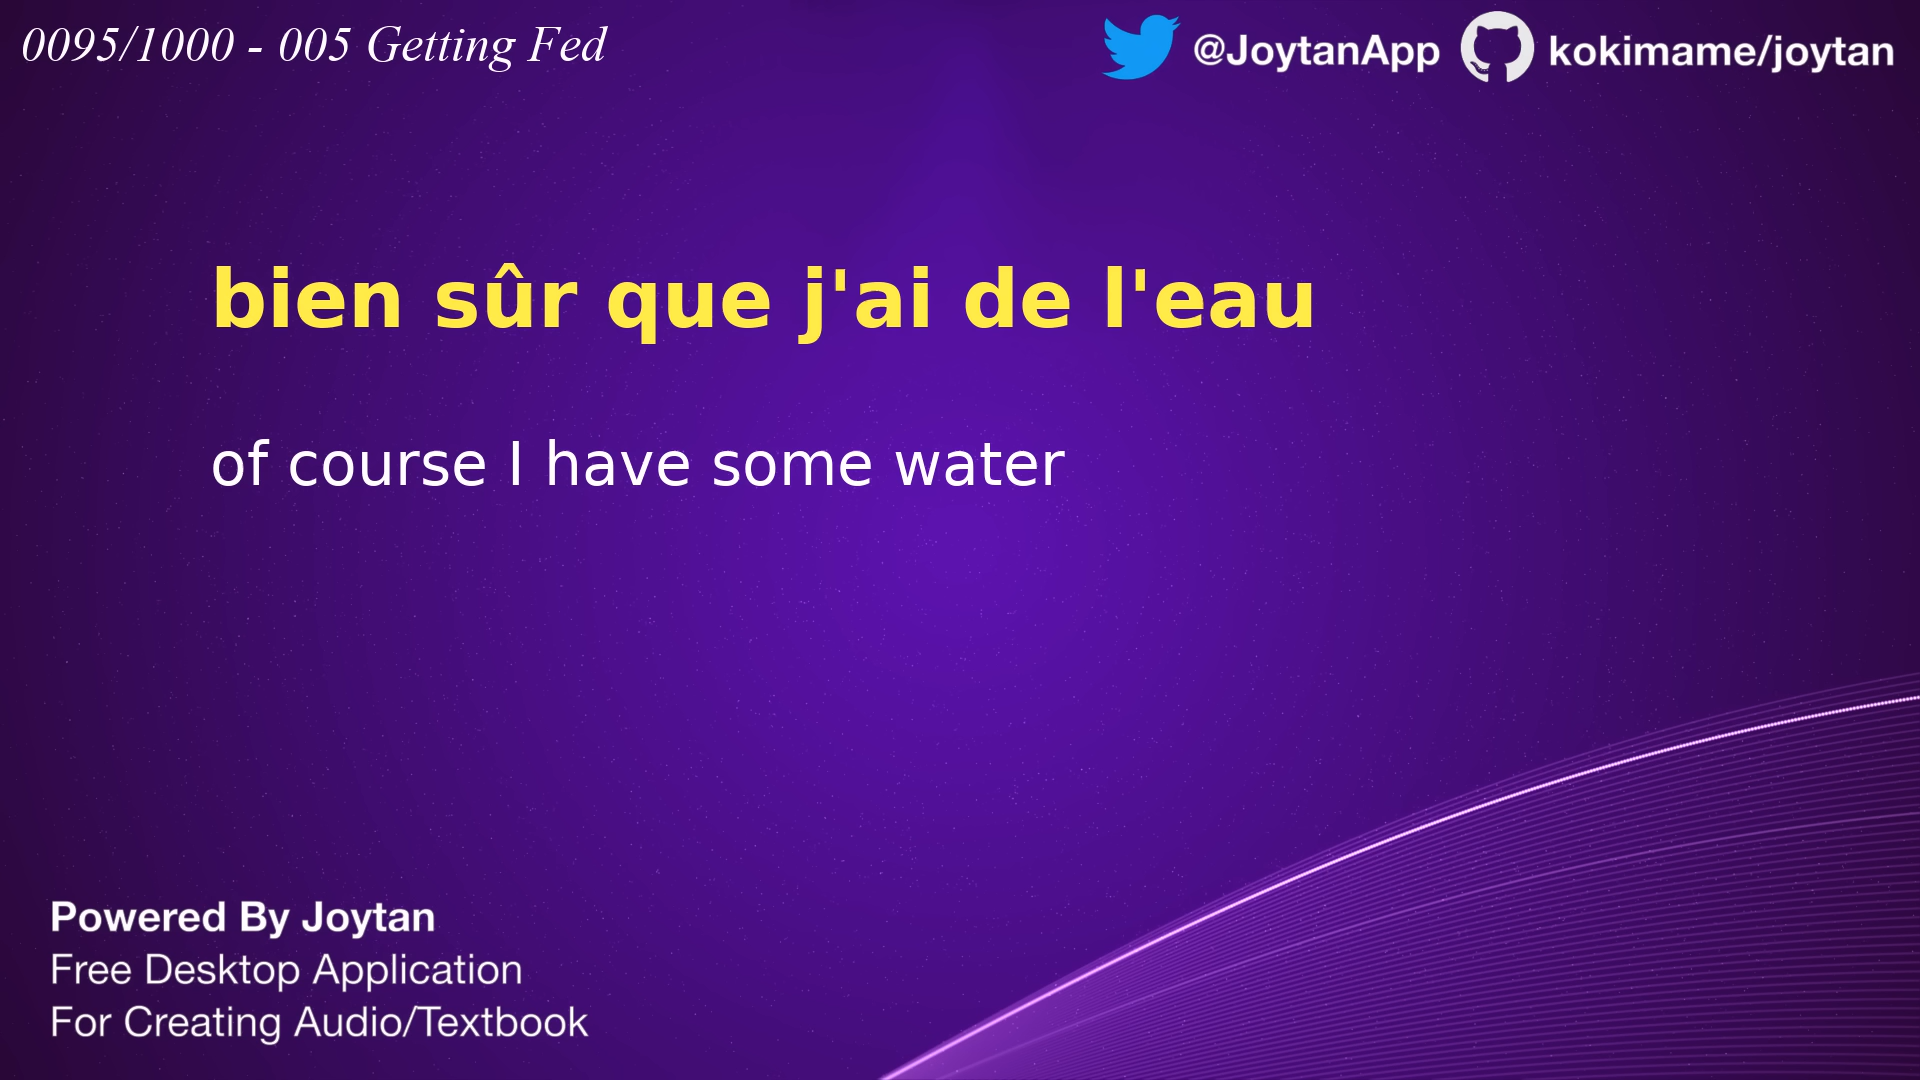 0095/1000 - 005 Getting Fed
@JoytanApp
kokimame/joytan
bien sûr que j'ai de l'eau
of course I have some water
Powered By Joytan
Free Desktop Application
For Creating Audio/Textbook